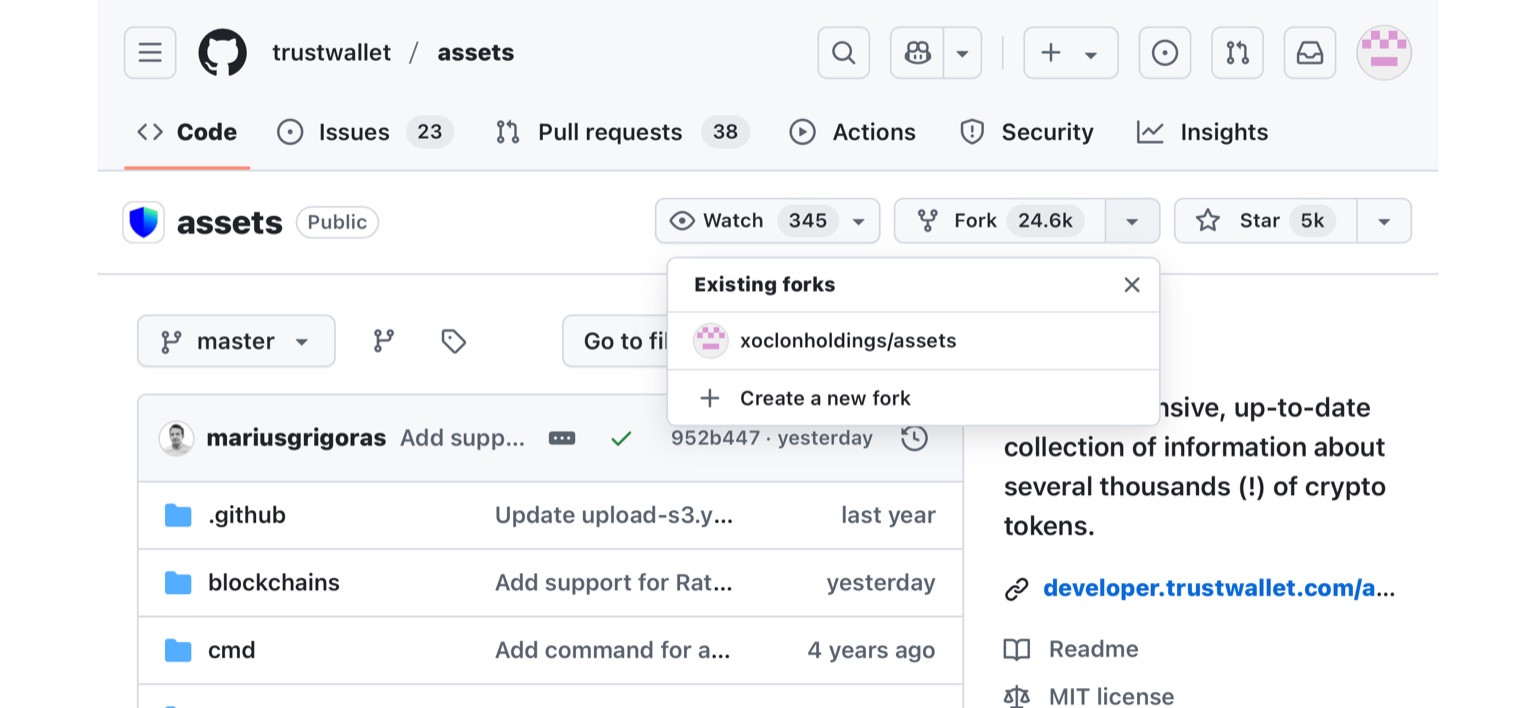 trustwallet / assets
Code Issues 23 Pull requests 38 Actions Security Insights
assets Public Watch 345 Fork 24.6k Star 5k
Existing forks
xoclonholdings/assets
Create a new fork
master Go to
mariusgrigoras Add supp... 952b447 · yesterday
.github Update upload-s3.y... last year
blockchains Add support for Rat... yesterday
cmd Add command for a... 4 years ago
up-to-date
collection of information about
several thousands (!) of crypto
tokens.
developer.trustwallet.com/a...
Readme
MIT license